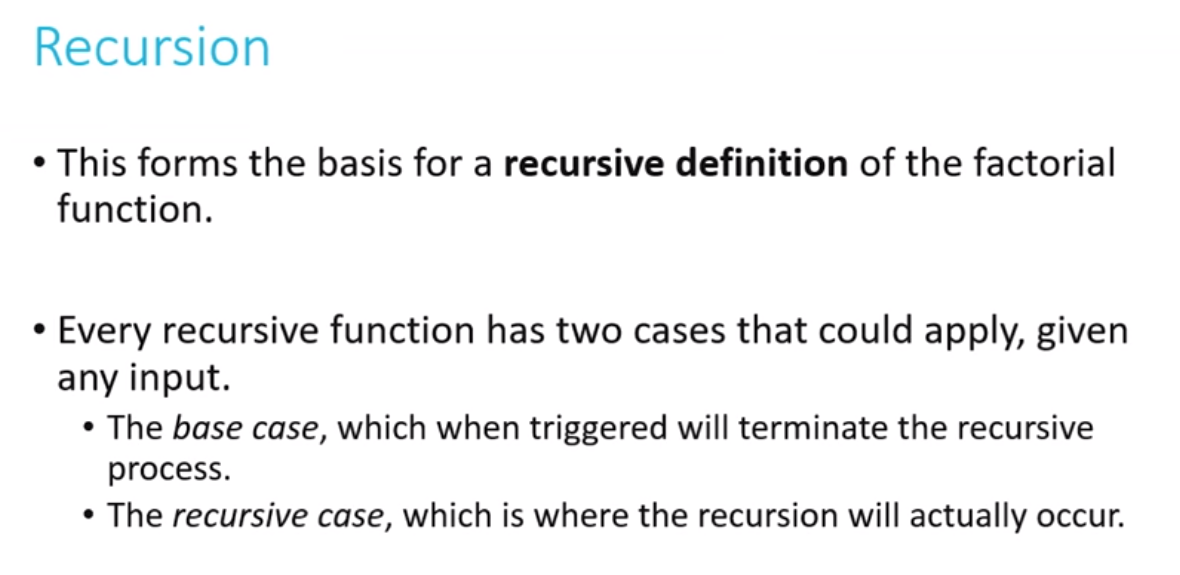 Recursion
• This forms the basis for a recursive definition of the factorial
function.
• Every recursive function has two cases that could apply, given
any input.
• The base case, which when triggered will terminate the recursive
process.
• The recursive case, which is where the recursion will actually occur.